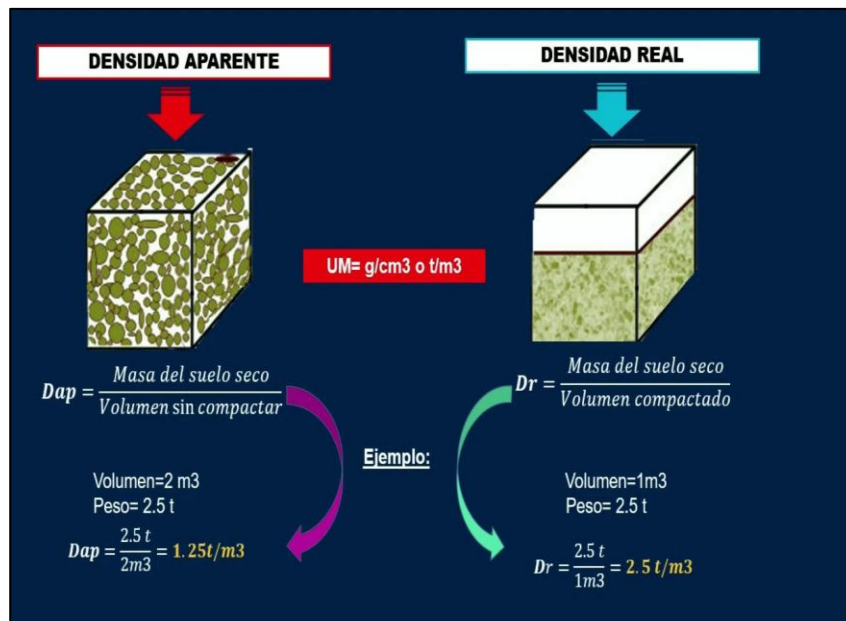 DENSIDAD APARENTE
DENSIDAD REAL
UM= g/cm3 o t/m3
Dap = Masa del suelo seco / Volumen sin compactar
Dr = Masa del suelo seco / Volumen compactado
Ejemplo:
Volumen=2 m3
Peso= 2.5 t
Dap = 2.5 t / 2m3 = 1.25t/m3
Volumen=1m3
Peso= 2.5 t
Dr = 2.5 t / 1m3 = 2.5 t/m3